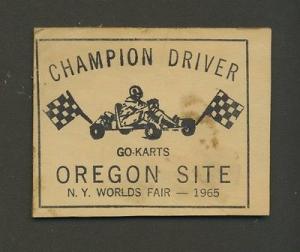 CHAMPION DRIVER
GO-KARTS
OREGON SITE
N.Y. WORLDS FAIR — 1965